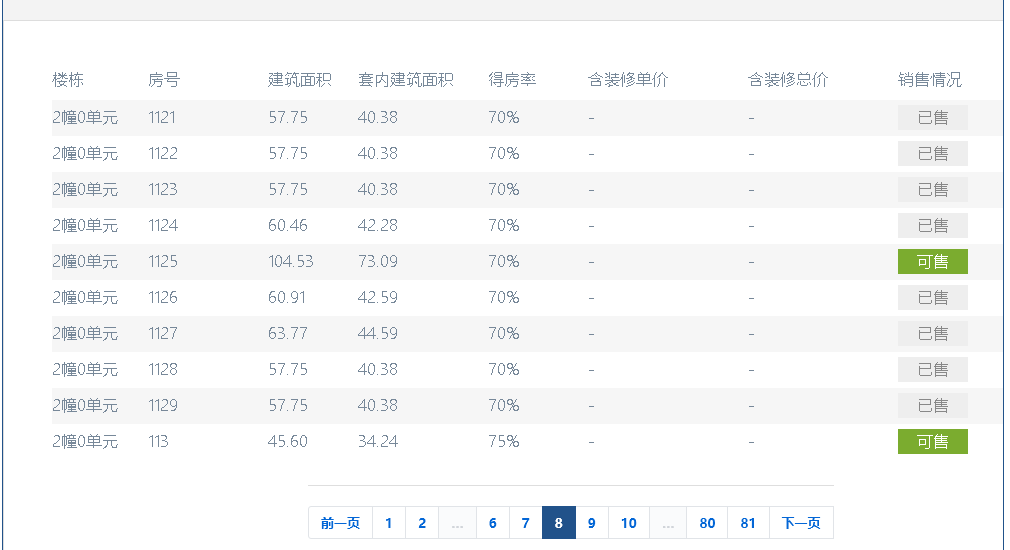 楼栋 房号 建筑面积 套内建筑面积 得房率 含装修单价 含装修总价 销售情况
2幢0单元 1121 57.75 40.38 70% - - 已售
2幢0单元 1122 57.75 40.38 70% - - 已售
2幢0单元 1123 57.75 40.38 70% - - 已售
2幢0单元 1124 60.46 42.28 70% - - 已售
2幢0单元 1125 104.53 73.09 70% - - 可售
2幢0单元 1126 60.91 42.59 70% - - 已售
2幢0单元 1127 63.77 44.59 70% - - 已售
2幢0单元 1128 57.75 40.38 70% - - 已售
2幢0单元 1129 57.75 40.38 70% - - 已售
2幢0单元 113 45.60 34.24 75% - - 可售
前一页 1 2 ... 6 7 8 9 10 ... 80 81 下一页